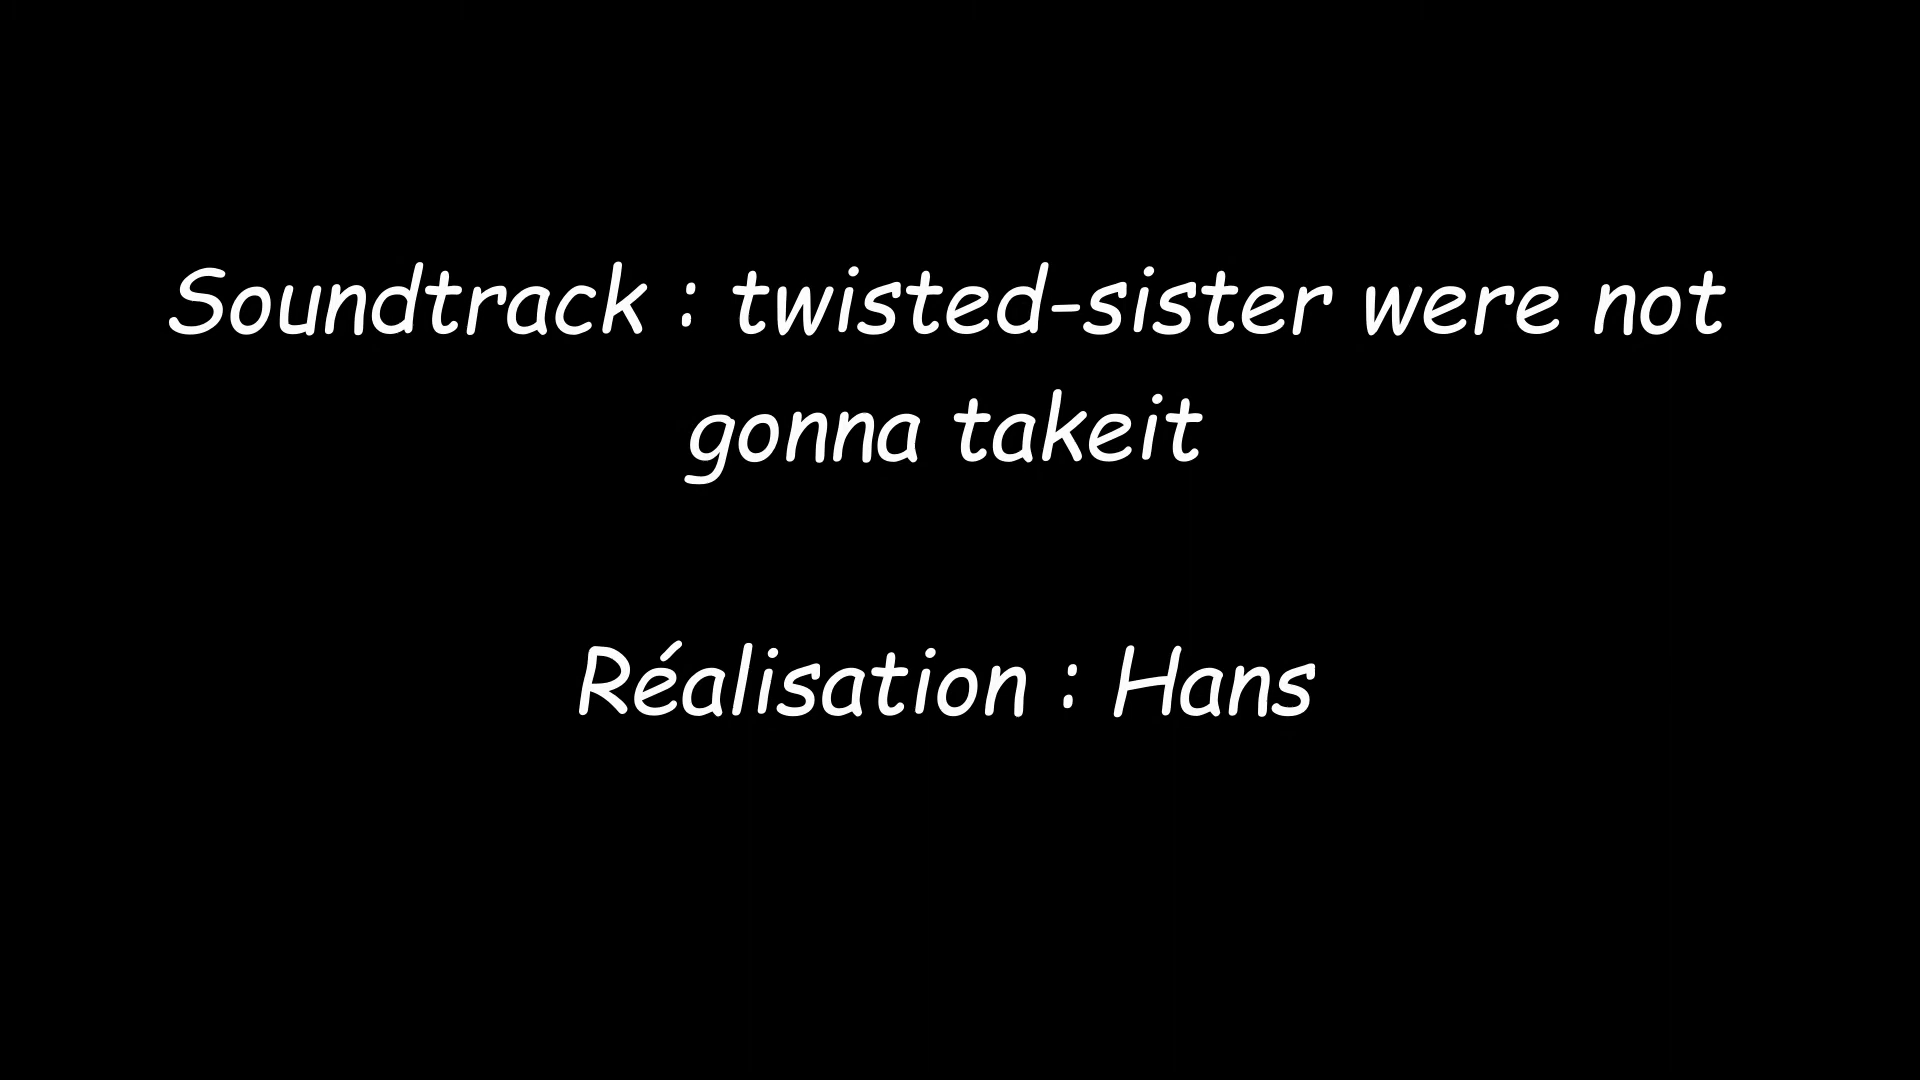 Soundtrack : twisted-sister were not
gonna takeit
Réalisation : Hans